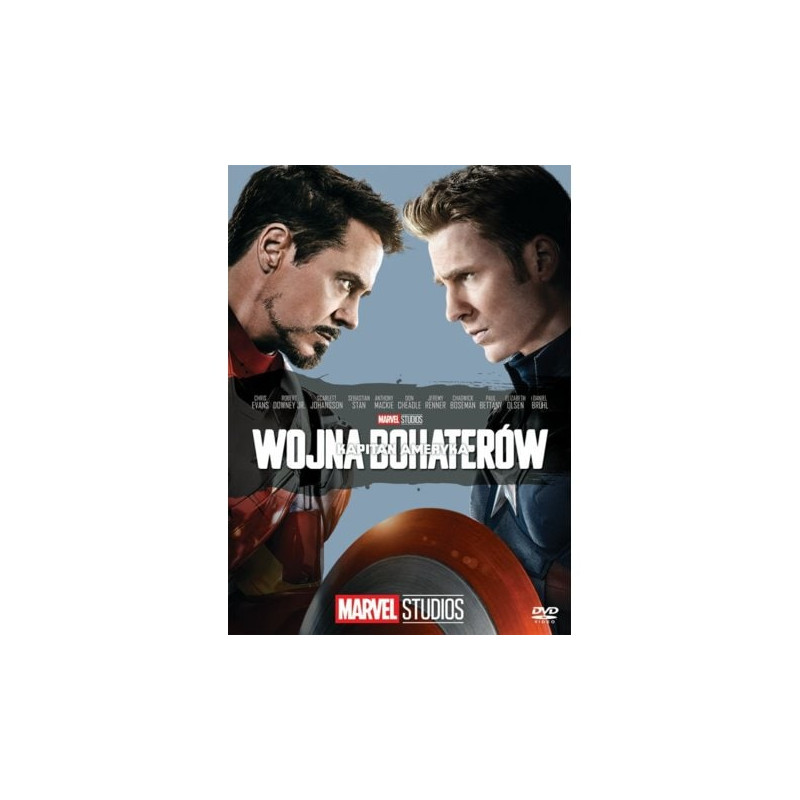 CHRIS ROBERT SCARLETT SEBASTIAN ANTHONY DON JEREMY CHADWICK PAUL ELIZABETH DANIEL
EVANS DOWNEY JR. JOHANSSON STAN MACKIE CHEADLE RENNER BOSEMAN BETTANY OLSEN BRÜHL
MARVEL STUDIOS
WOJNA BOHATERÓW
KAPITAN AMERYKA
MARVEL STUDIOS
DVD
VIDEO